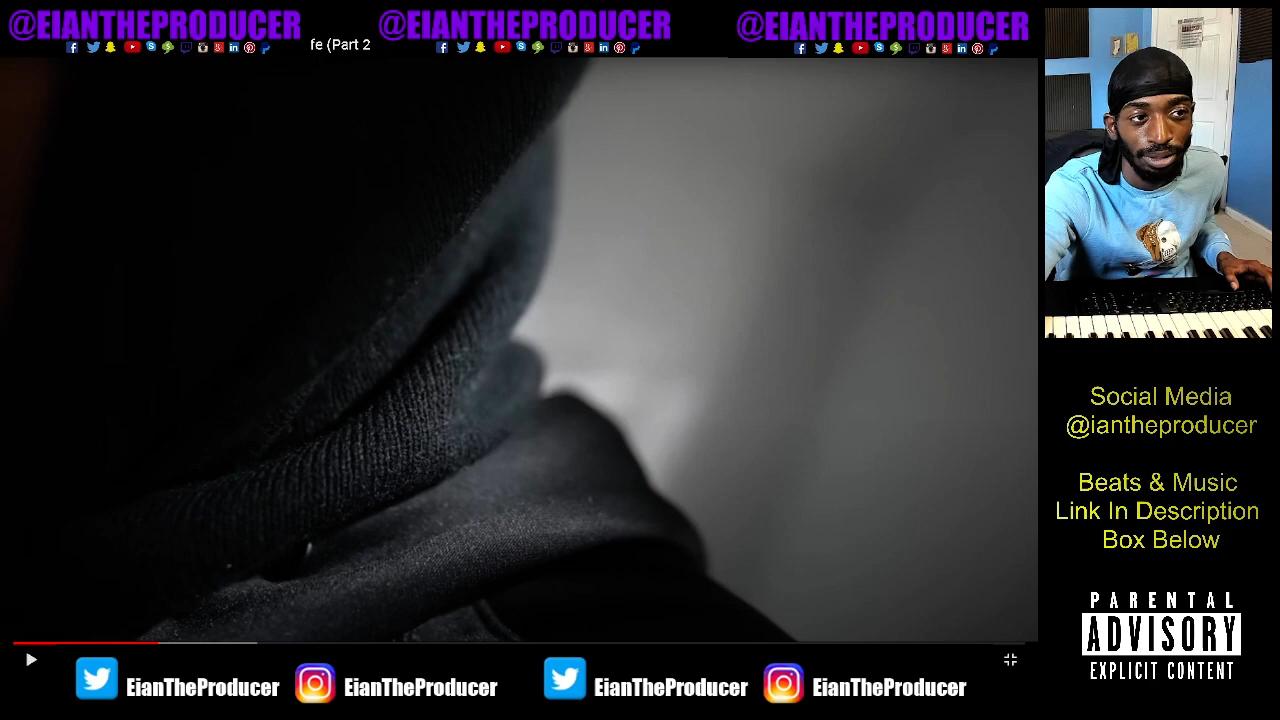 @EIANTHEPRODUCER @EIANTHEPRODUCER @EIANTHEPRODUCER
fe (Part 2
Social Media
@iantheproducer
Beats & Music
Link In Description
Box Below
PARENTAL
ADVISORY
EXPLICIT CONTENT
EianTheProducer EianTheProducer EianTheProducer EianTheProducer